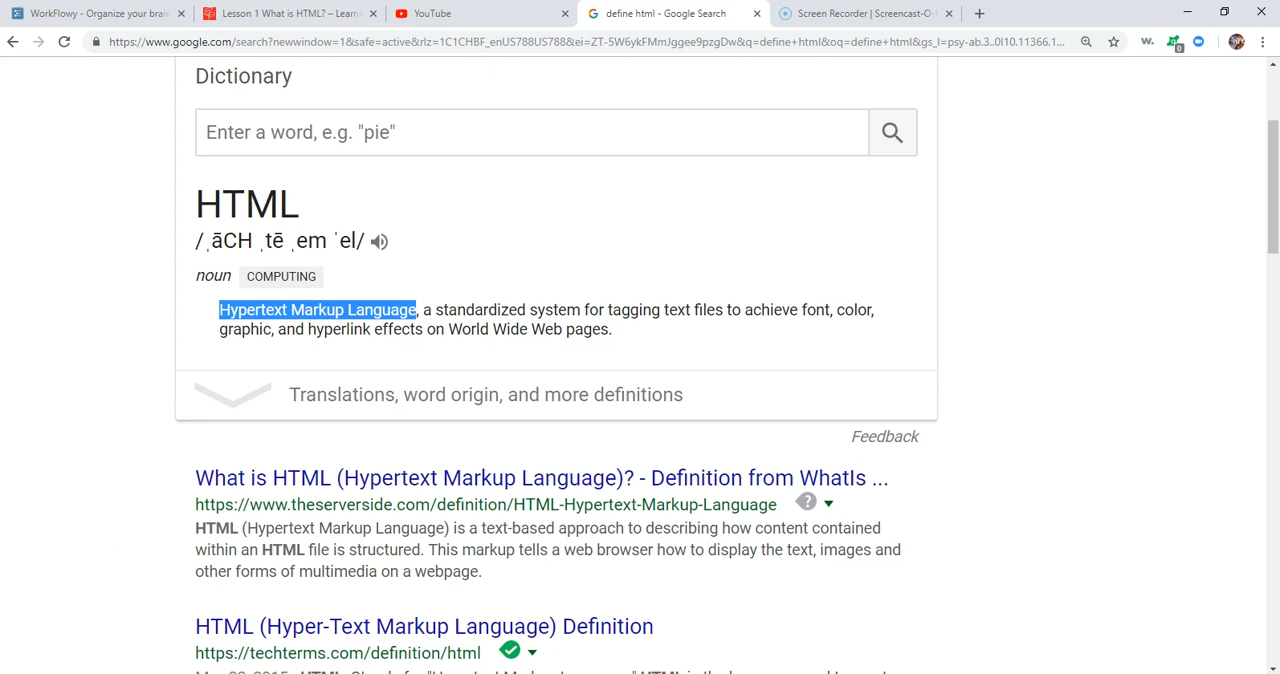 WorkFlowy - Organize your brain
Lesson 1 What is HTML? – Learni
YouTube
define html - Google Search
Screen Recorder | Screencast-O-
https://www.google.com/search?newwindow=1&safe=active&rlz=1C1CHBF_enUS788US788&ei=ZT-5W6ykFMmJggee9pzgDw&q=define+html&oq=define+html&gs_l=psy-ab.3..0l10.11366.1...
W.
0
Dictionary
Enter a word, e.g. "pie"
HTML
/ˌāCH ˌtē ˌem ˈel/
noun COMPUTING
Hypertext Markup Language, a standardized system for tagging text files to achieve font, color,
graphic, and hyperlink effects on World Wide Web pages.
Translations, word origin, and more definitions
Feedback
What is HTML (Hypertext Markup Language)? - Definition from WhatIs ...
https://www.theserverside.com/definition/HTML-Hypertext-Markup-Language
HTML (Hypertext Markup Language) is a text-based approach to describing how content contained
within an HTML file is structured. This markup tells a web browser how to display the text, images and
other forms of multimedia on a webpage.
HTML (Hyper-Text Markup Language) Definition
https://techterms.com/definition/html